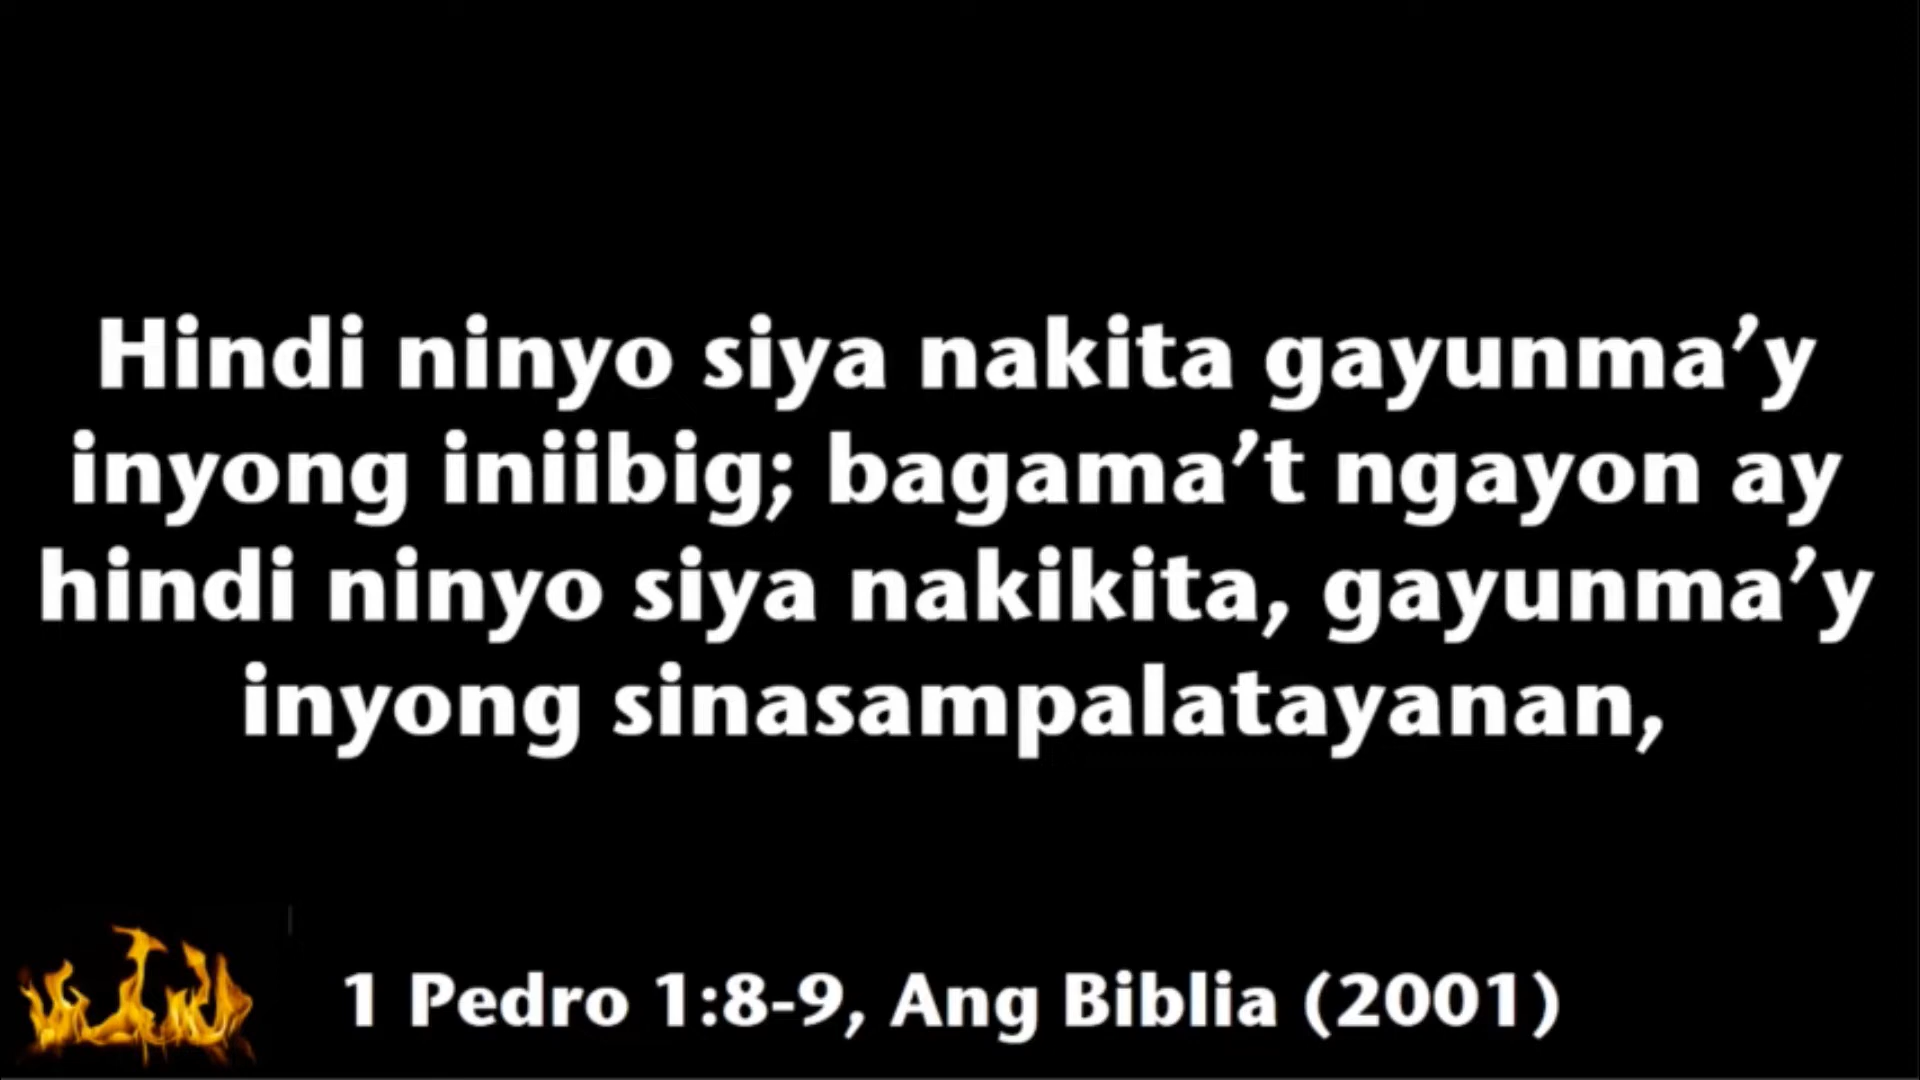 Hindi ninyo siya nakita gayunma’y
inyong iniibig; bagama’t ngayon ay
hindi ninyo siya nakikita, gayunma’y
inyong sinasampalatayanan,
1 Pedro 1:8-9, Ang Biblia (2001)